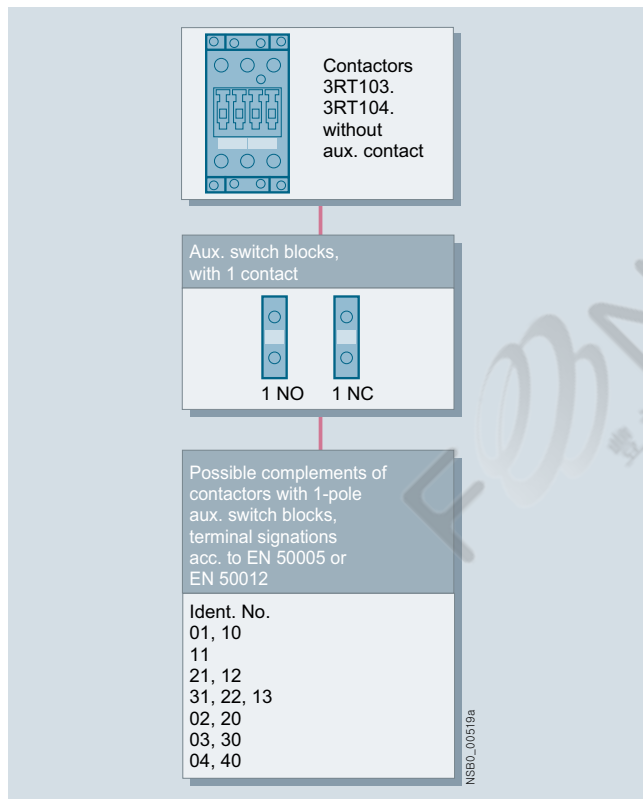 Contactors
3RT103.
3RT104.
without
aux. contact
Aux. switch blocks,
with 1 contact
1 NO 1 NC
Possible complements of
contactors with 1-pole
aux. switch blocks,
terminal signations
acc. to EN 50005 or
EN 50012
Ident. No.
01, 10
11
21, 12
31, 22, 13
02, 20
03, 30
04, 40
NSB0_00519a